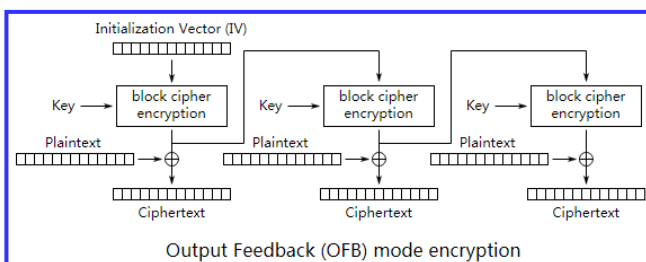 Initialization Vector (IV)
Key
block cipher
encryption
Key
block cipher
encryption
Key
block cipher
encryption
Plaintext
Plaintext
Plaintext
Ciphertext
Ciphertext
Ciphertext
Output Feedback (OFB) mode encryption